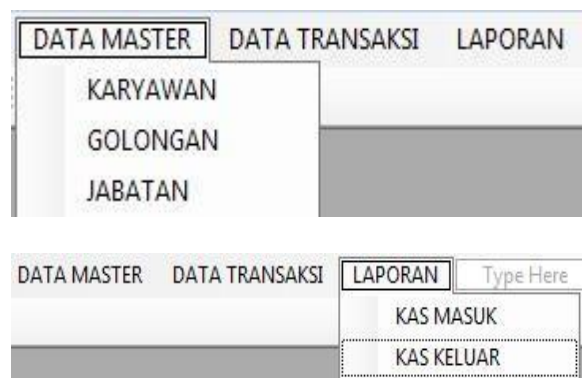 DATA MASTER DATA TRANSAKSI LAPORAN
KARYAWAN
GOLONGAN
JABATAN
DATA MASTER DATA TRANSAKSI LAPORAN Type Here
KAS MASUK
KAS KELUAR